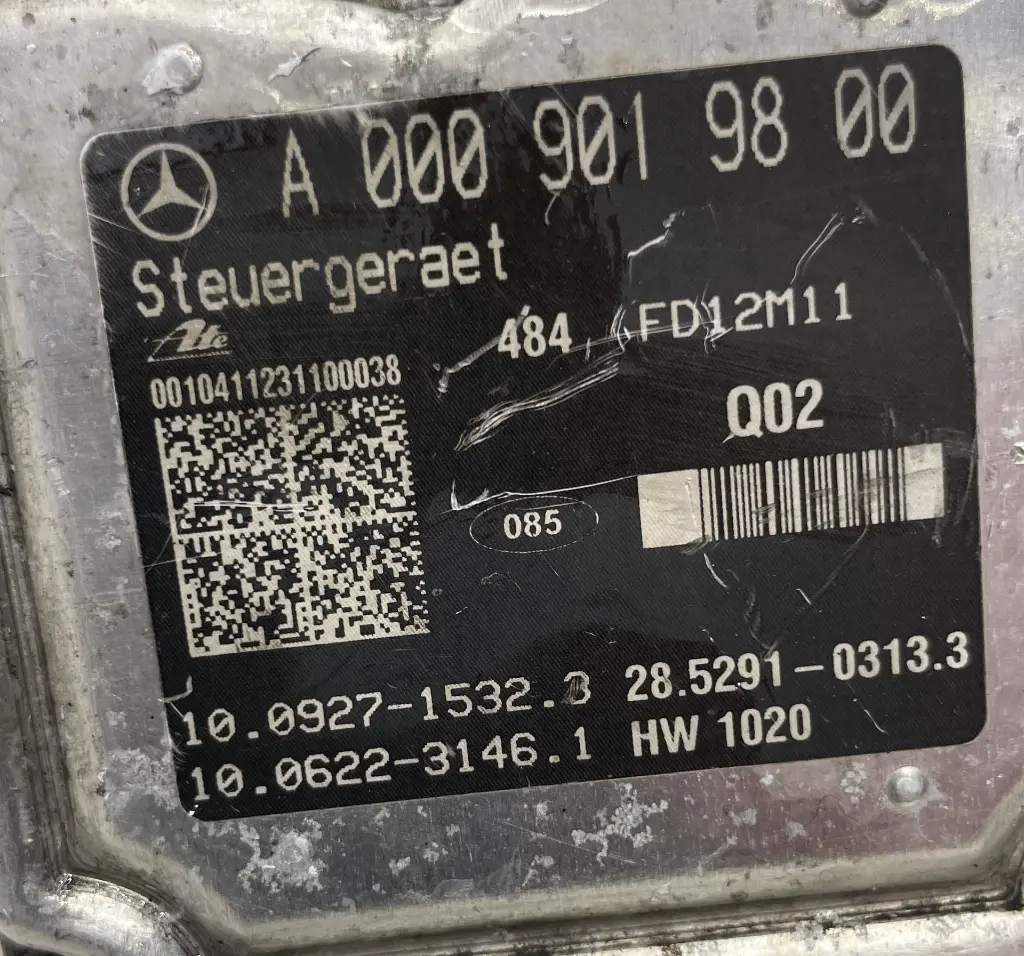 A 000 901 98 00
Steuergeraet
Ate
484 FD12M11
0010411231100038
Q02
085
10.0927-1532.3 28.5291-0313.3
10.0622-3146.1 HW 1020